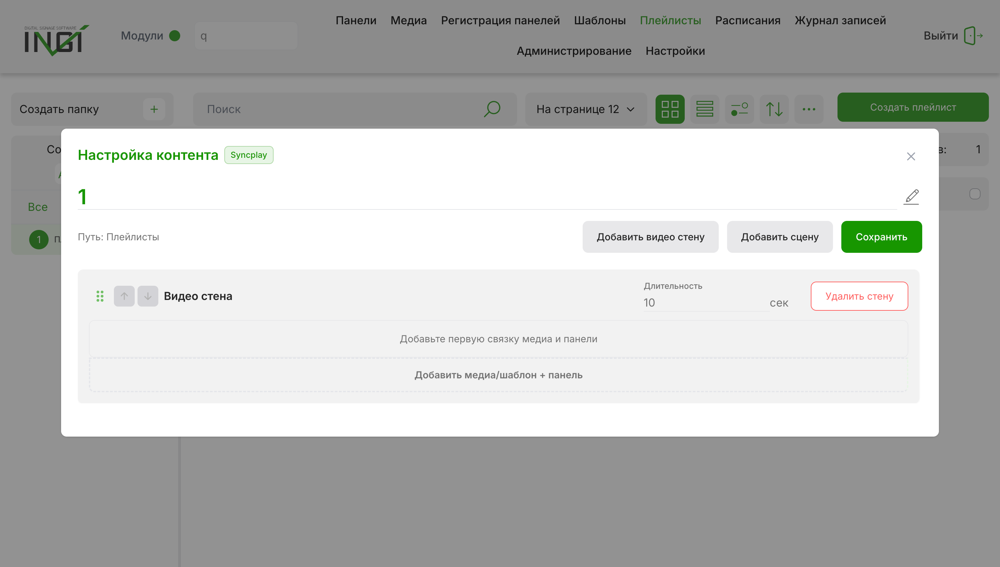 DIGITAL SIGNAGE SOFTWARE
INGI
Модули
q
Панели Медиа Регистрация панелей Шаблоны Плейлисты Расписания Журнал записей
Администрирование Настройки
Выйти
Создать папку
Поиск
На странице 12
Создать плейлист
1
Все
1
Настройка контента
Syncplay
1
Путь: Плейлисты
Добавить видео стену
Добавить сцену
Сохранить
Видео стена
Длительность
10 сек
Удалить стену
Добавьте первую связку медиа и панели
Добавить медиа/шаблон + панель